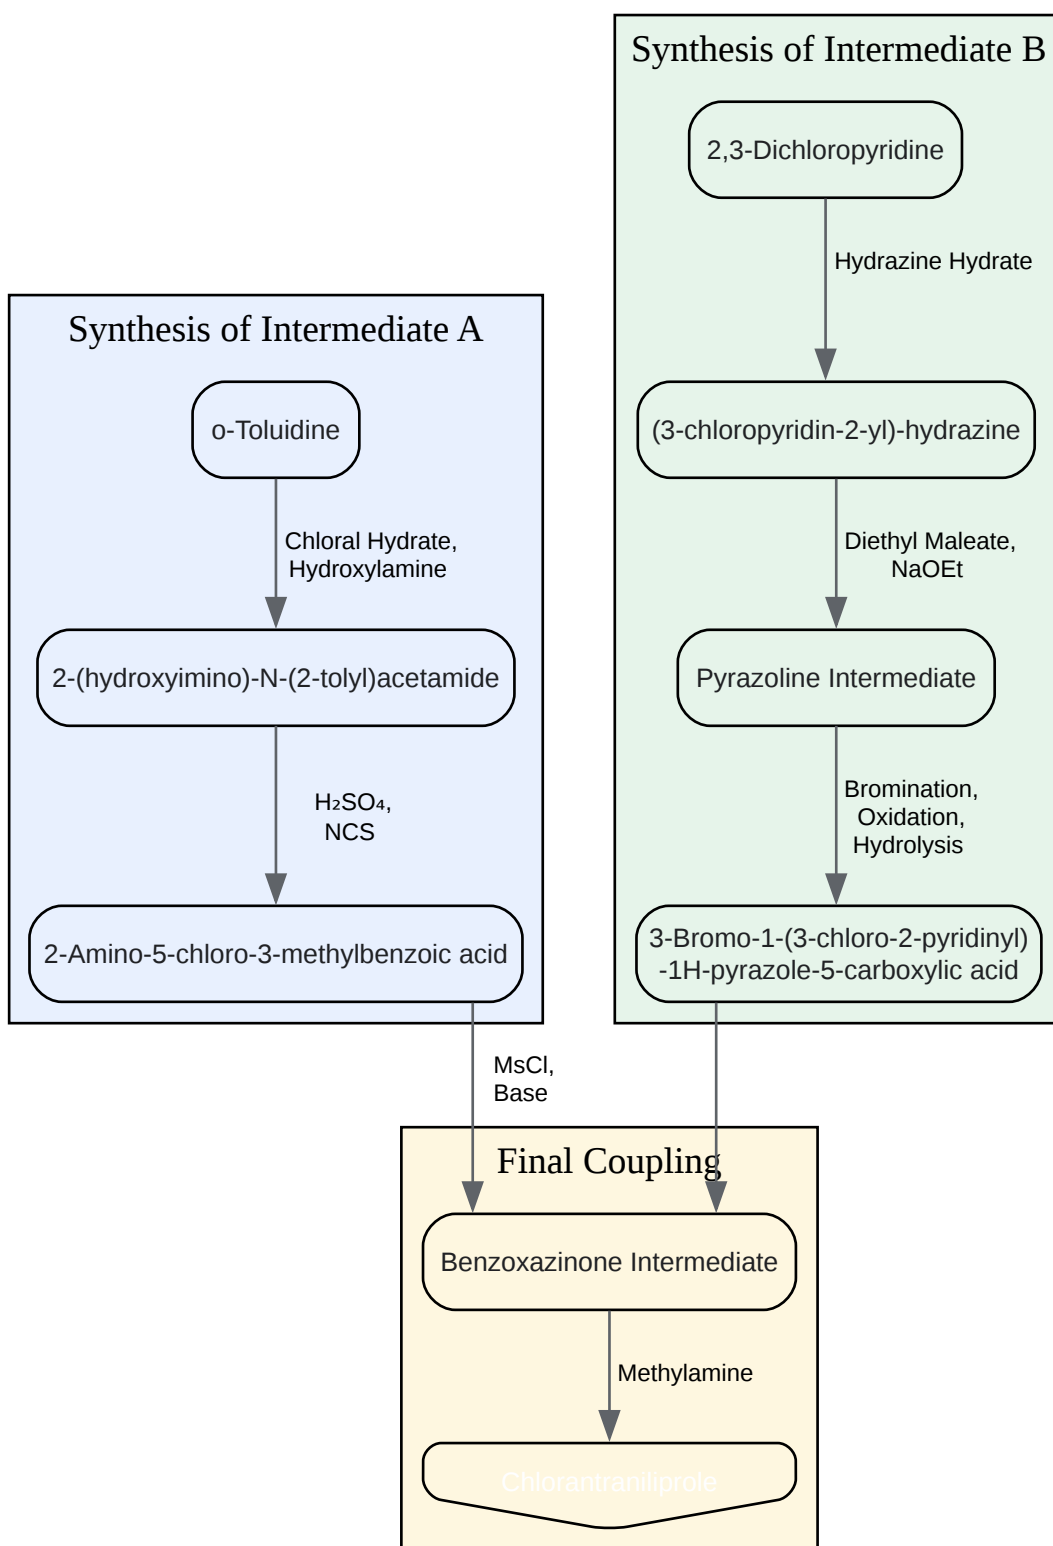 Synthesis of Intermediate B
2,3-Dichloropyridine
Hydrazine Hydrate
(3-chloropyridin-2-yl)-hydrazine
Diethyl Maleate,
NaOEt
Pyrazoline Intermediate
Bromination,
Oxidation,
Hydrolysis
3-Bromo-1-(3-chloro-2-pyridinyl)
-1H-pyrazole-5-carboxylic acid
Synthesis of Intermediate A
o-Toluidine
Chloral Hydrate,
Hydroxylamine
2-(hydroxyimino)-N-(2-tolyl)acetamide
H₂SO₄,
NCS
2-Amino-5-chloro-3-methylbenzoic acid
MsCl,
Base
Final Coupling
Benzoxazinone Intermediate
Methylamine
Chlorantraniliprole